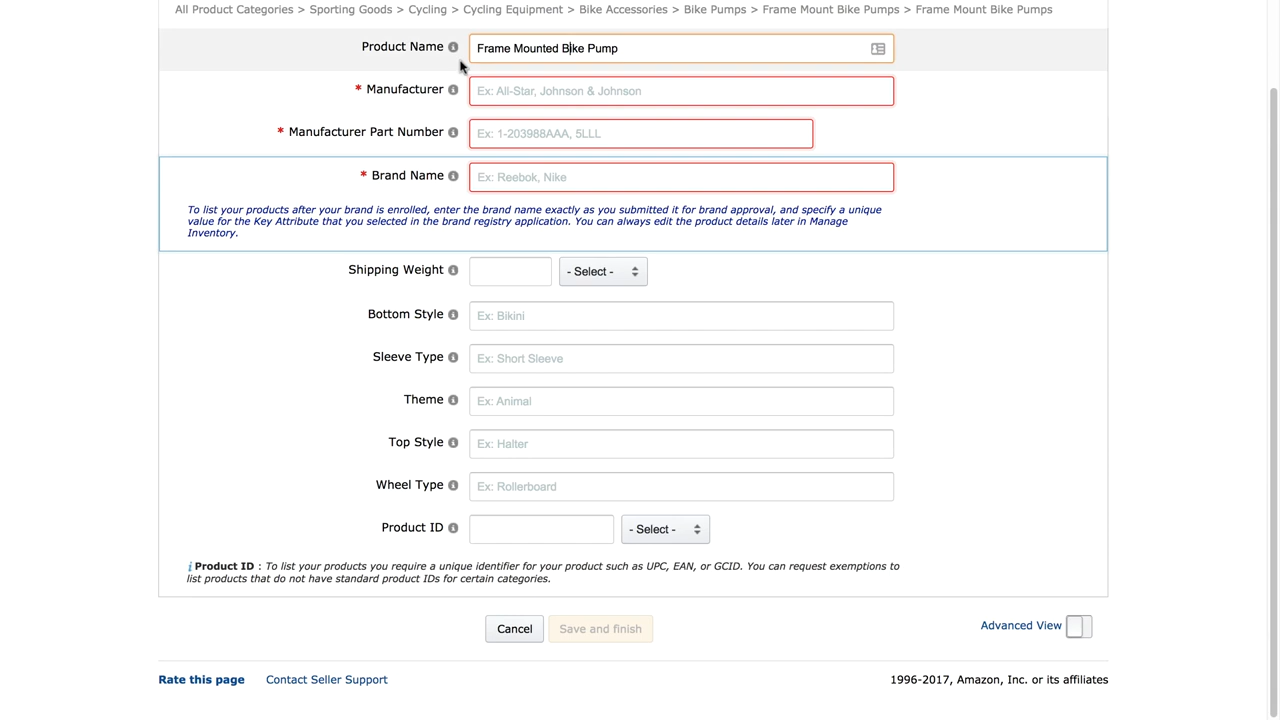 All Product Categories > Sporting Goods > Cycling > Cycling Equipment > Bike Accessories > Bike Pumps > Frame Mount Bike Pumps > Frame Mount Bike Pumps
Product Name Frame Mounted Bike Pump
* Manufacturer Ex: All-Star, Johnson & Johnson
* Manufacturer Part Number Ex: 1-203988AAA, 5LLL
* Brand Name Ex: Reebok, Nike
To list your products after your brand is enrolled, enter the brand name exactly as you submitted it for brand approval, and specify a unique
value for the Key Attribute that you selected in the brand registry application. You can always edit the product details later in Manage
Inventory.
Shipping Weight - Select -
Bottom Style Ex: Bikini
Sleeve Type Ex: Short Sleeve
Theme Ex: Animal
Top Style Ex: Halter
Wheel Type Ex: Rollerboard
Product ID - Select -
i Product ID : To list your products you require a unique identifier for your product such as UPC, EAN, or GCID. You can request exemptions to
list products that do not have standard product IDs for certain categories.
Cancel Save and finish Advanced View
Rate this page Contact Seller Support 1996-2017, Amazon, Inc. or its affiliates